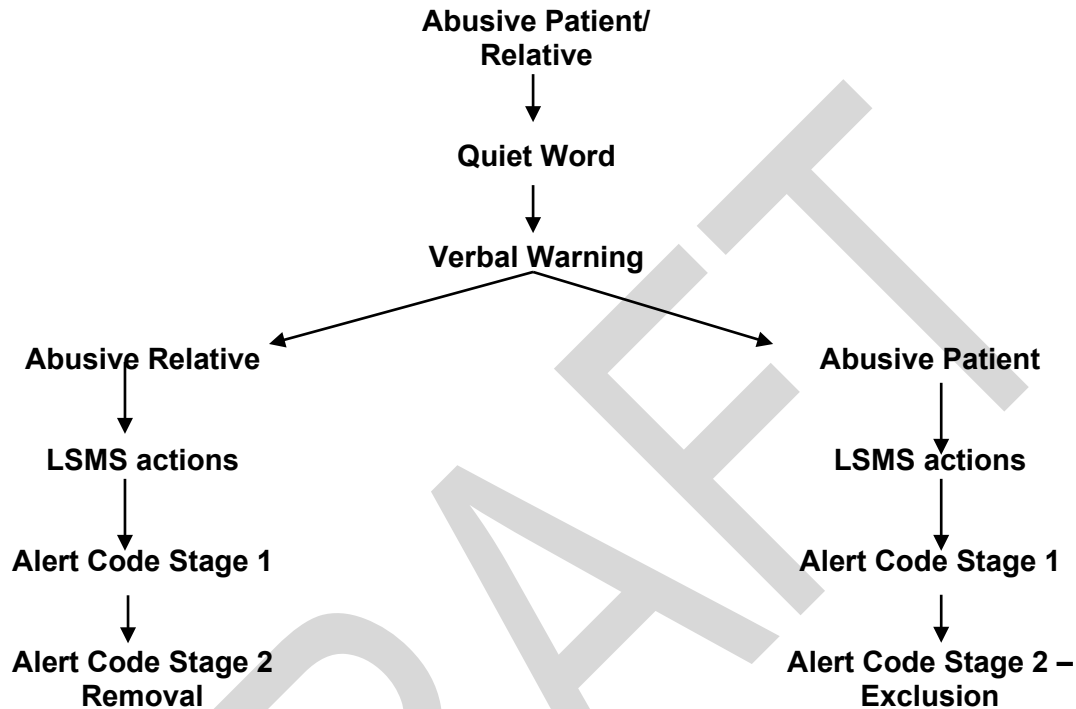 Abusive Patient/
Relative
Quiet Word
Verbal Warning
Abusive Relative
Abusive Patient
LSMS actions
LSMS actions
Alert Code Stage 1
Alert Code Stage 1
Alert Code Stage 2
Removal
Alert Code Stage 2 –
Exclusion
DRAFT